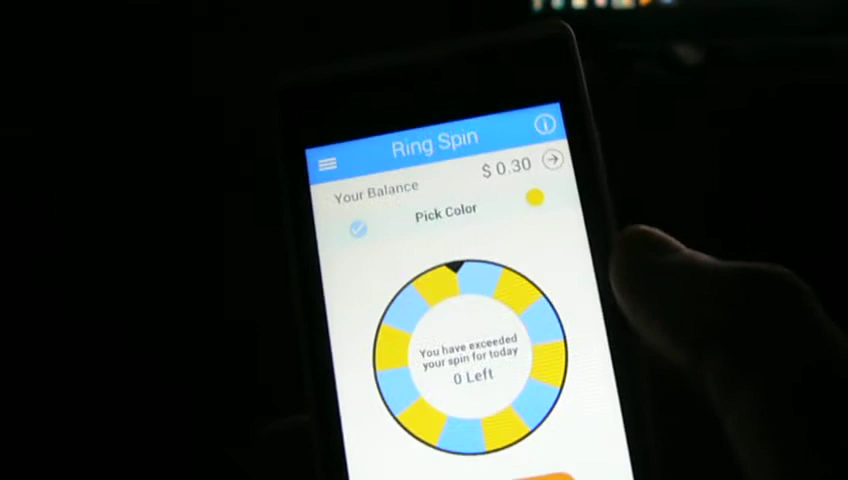 Ring Spin
Your Balance
$ 0.30
Pick Color
You have exceeded
your spin for today
0 Left